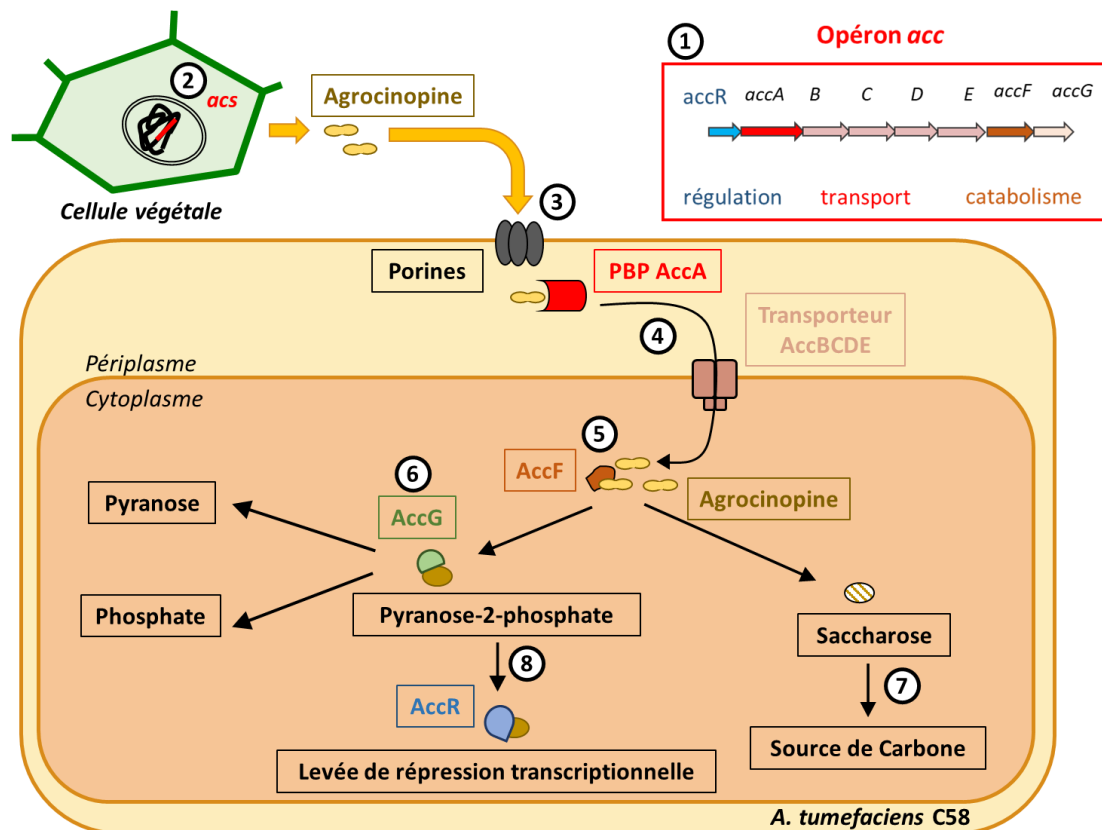 1
Opéron acc
accR accA B C D E accF accG
régulation transport catabolisme
2
acs
Cellule végétale
Agrocinopine
3
Porines
PBP AccA
4
Transporteur
AccBCDE
Périplasme
Cytoplasme
5
AccF
Agrocinopine
6
AccG
Pyranose
Phosphate
Pyranose-2-phosphate
Saccharose
8
7
AccR
Levée de répression transcriptionnelle
Source de Carbone
A. tumefaciens C58